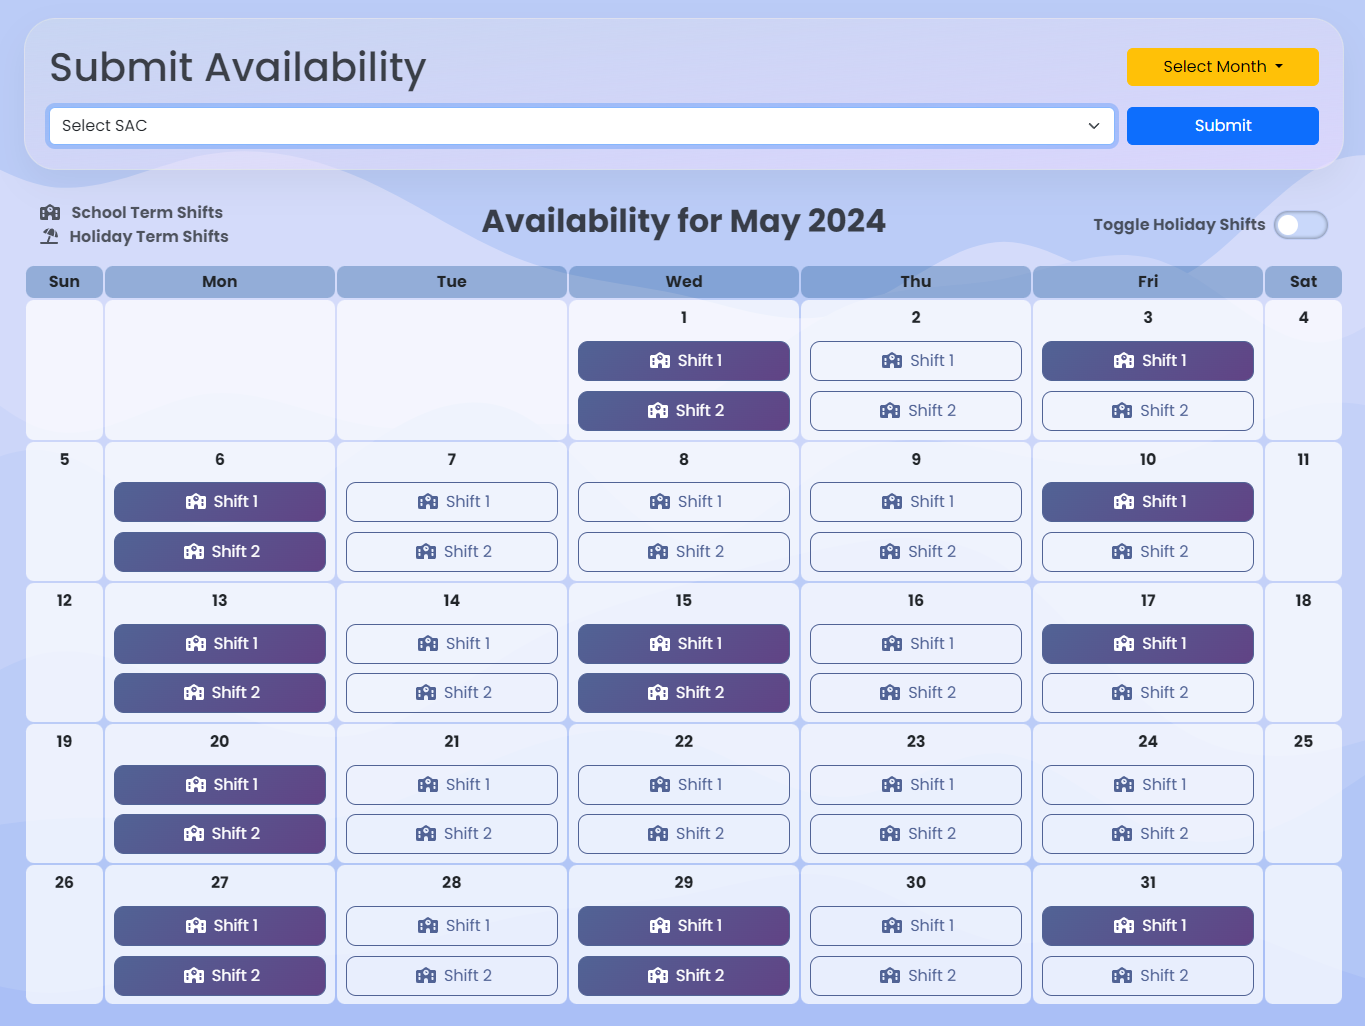 Submit Availability
Select Month
Select SAC
Submit
School Term Shifts
Holiday Term Shifts
Availability for May 2024
Toggle Holiday Shifts
Sun Mon Tue Wed Thu Fri Sat
1 2 3 4
Shift 1 Shift 1 Shift 1
Shift 2 Shift 2 Shift 2
5 6 7 8 9 10 11
Shift 1 Shift 1 Shift 1 Shift 1 Shift 1
Shift 2 Shift 2 Shift 2 Shift 2 Shift 2
12 13 14 15 16 17 18
Shift 1 Shift 1 Shift 1 Shift 1 Shift 1
Shift 2 Shift 2 Shift 2 Shift 2 Shift 2
19 20 21 22 23 24 25
Shift 1 Shift 1 Shift 1 Shift 1 Shift 1
Shift 2 Shift 2 Shift 2 Shift 2 Shift 2
26 27 28 29 30 31
Shift 1 Shift 1 Shift 1 Shift 1 Shift 1
Shift 2 Shift 2 Shift 2 Shift 2 Shift 2